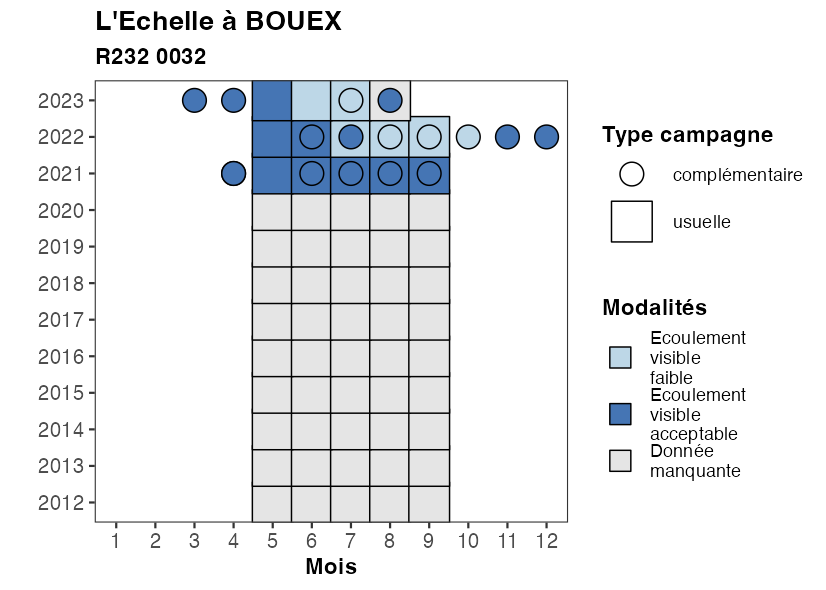 L'Echelle à BOUEX
R232 0032
2023
2022
2021
2020
2019
2018
2017
2016
2015
2014
2013
2012
1 2 3 4 5 6 7 8 9 10 11 12
Mois
Type campagne
complémentaire
usuelle
Modalités
Ecoulement
visible
faible
Ecoulement
visible
acceptable
Donnée
manquante